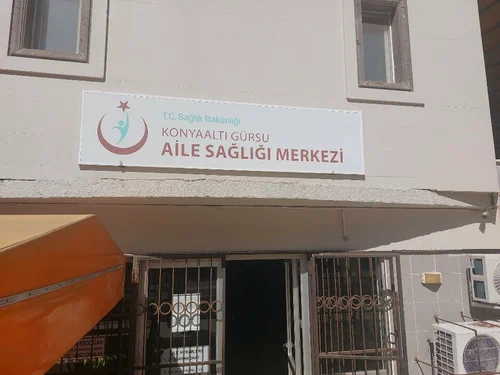 T.C. Sağlık Bakanlığı
KONYAALTI GÜRSU
AİLE SAĞLIĞI MERKEZİ